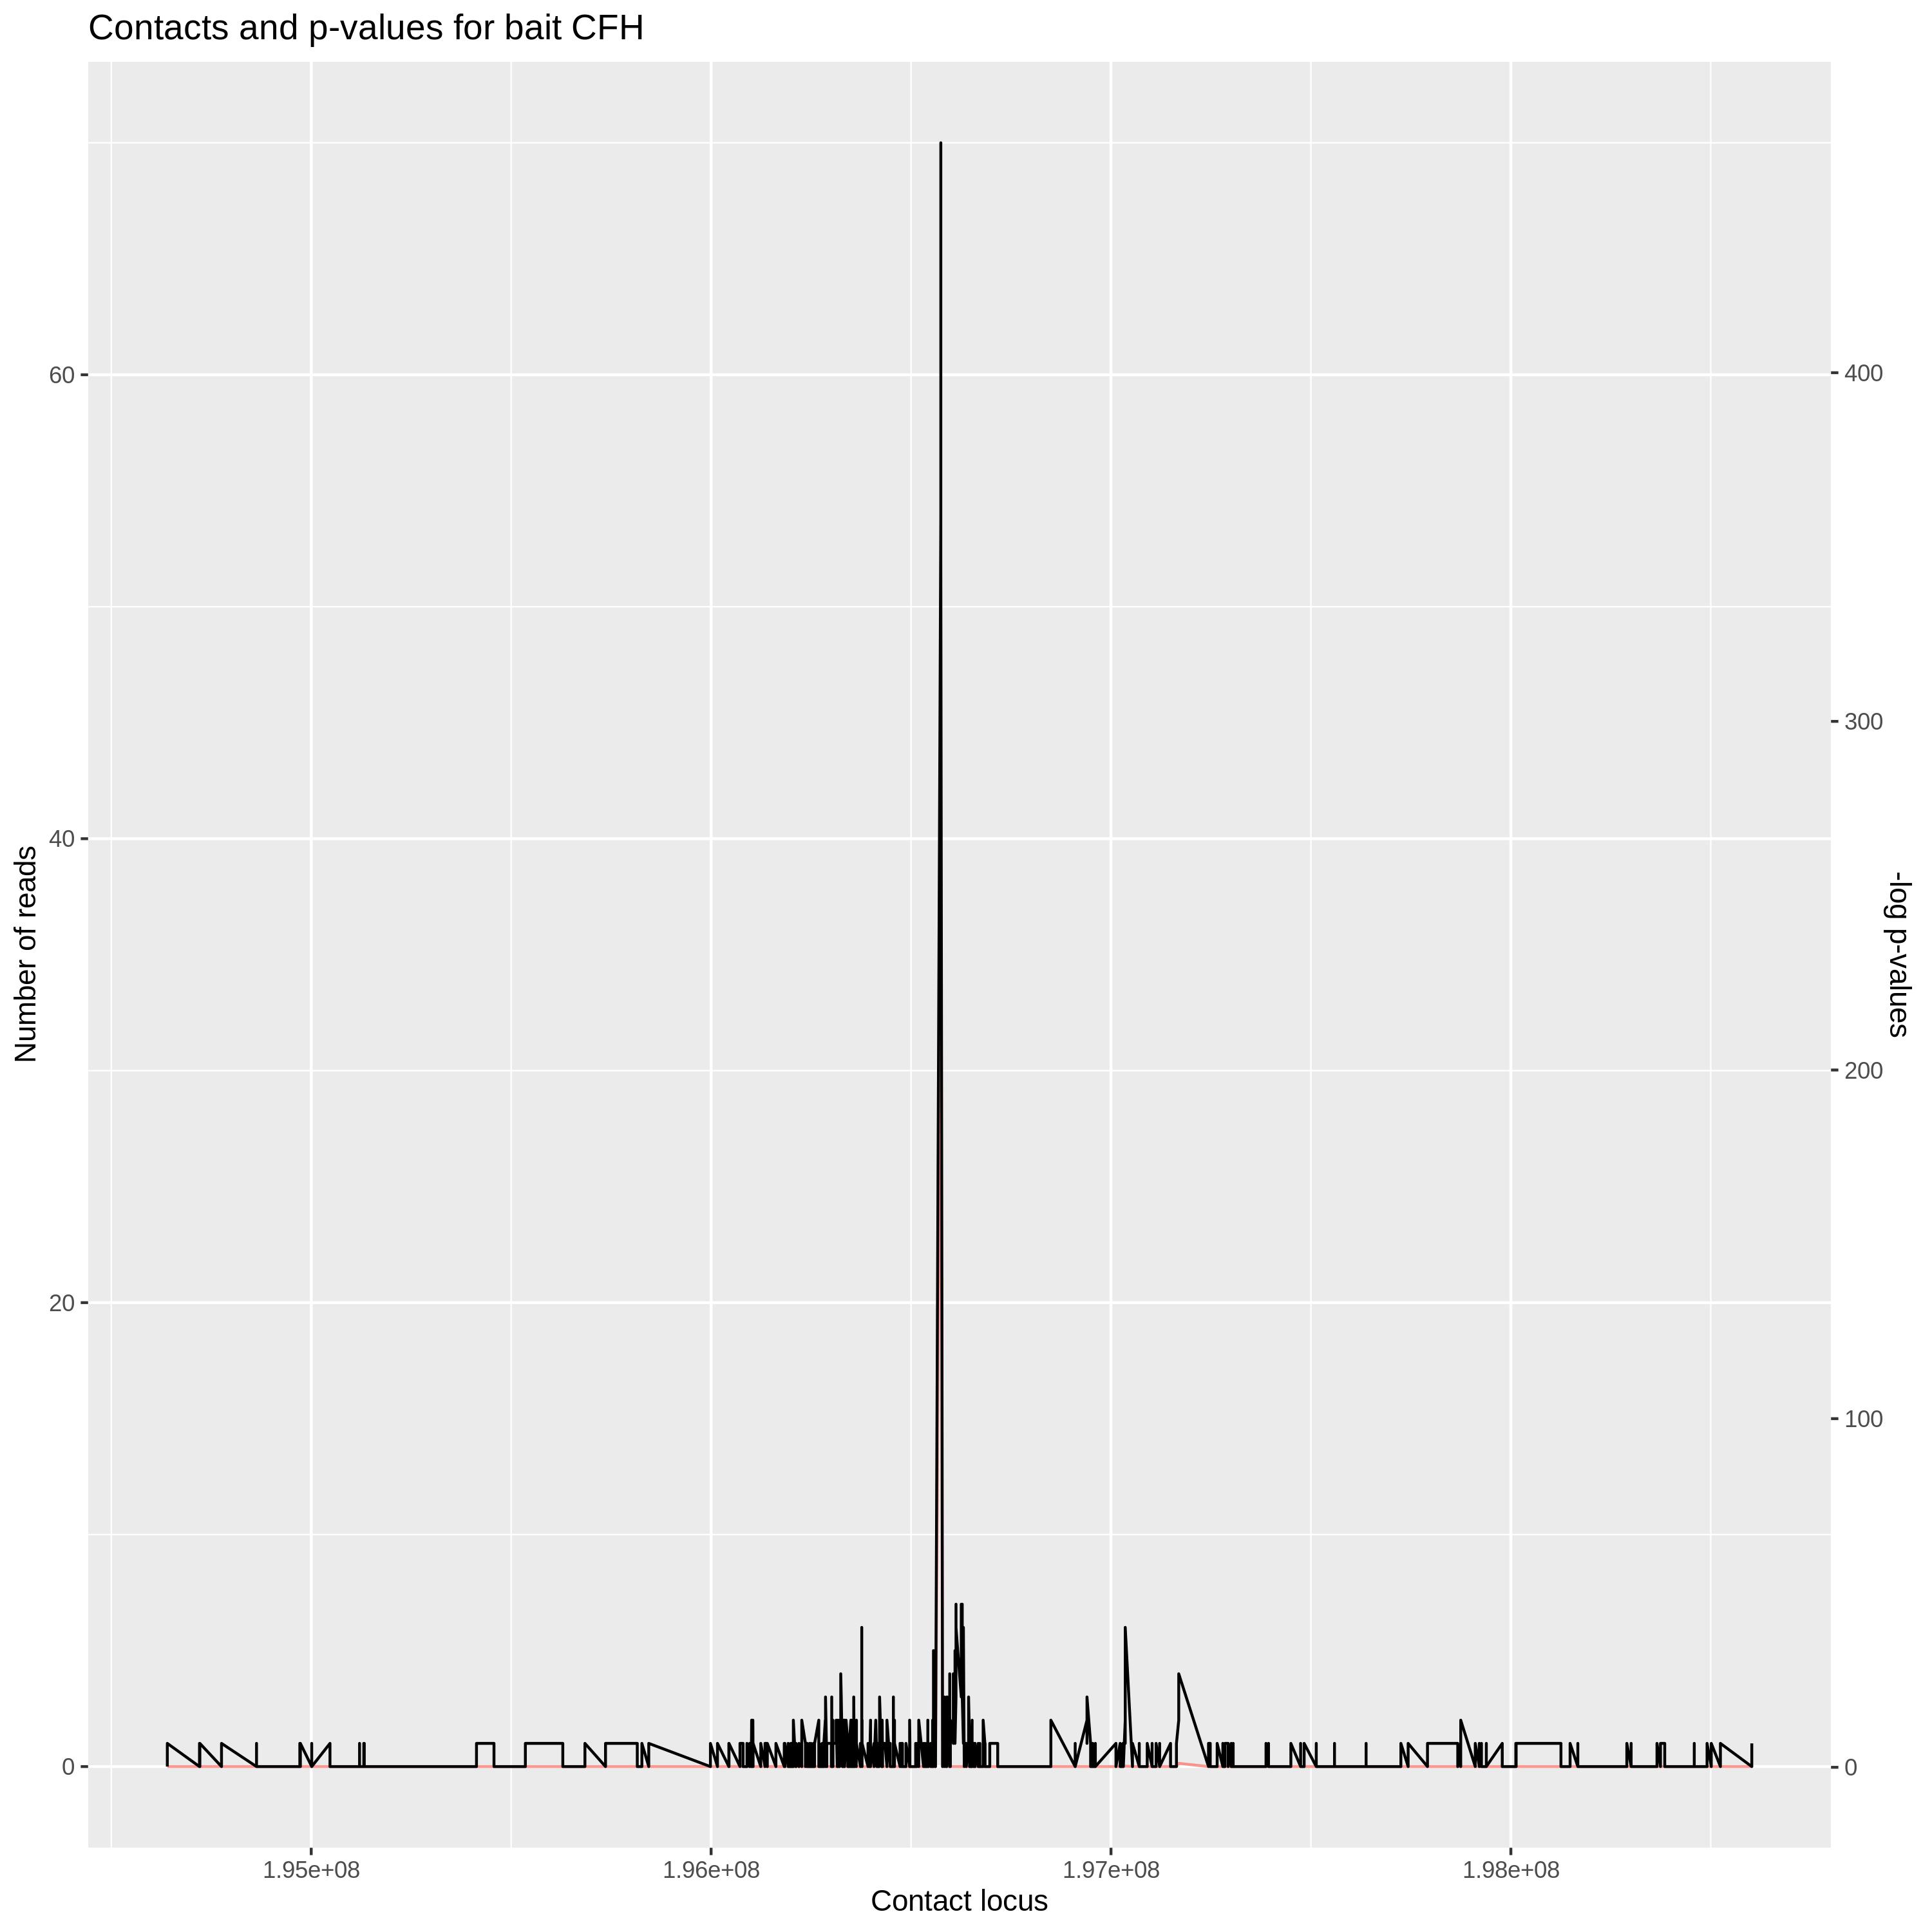 Contacts and p-values for bait CFH
Number of reads
60
40
20
0
400
300
200
100
0
-log p-values
1.95e+08
1.96e+08
1.97e+08
1.98e+08
Contact locus